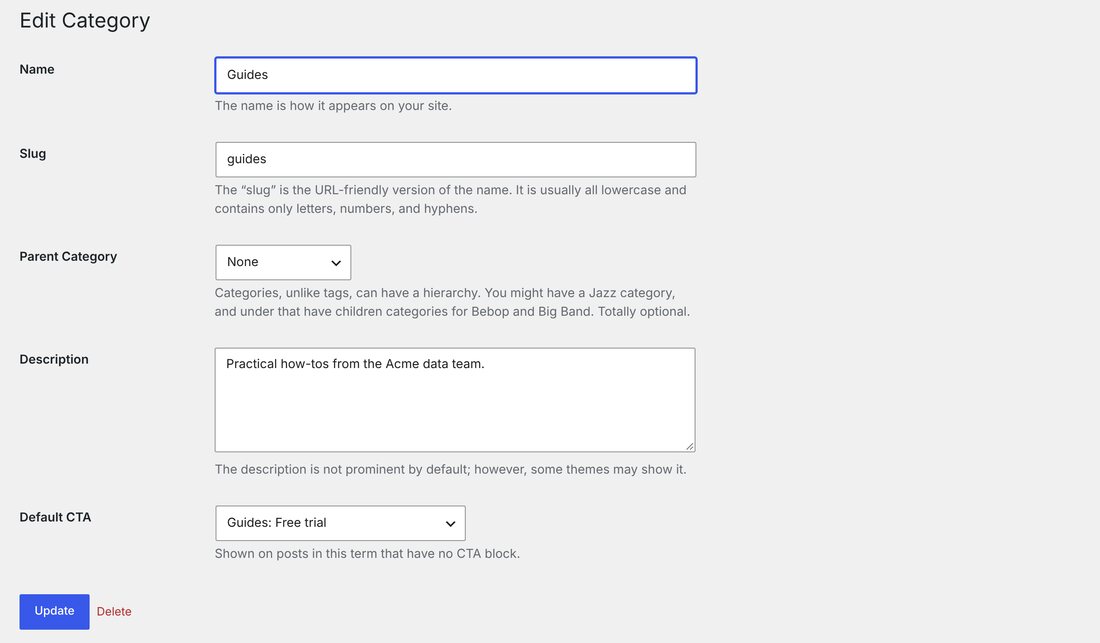 Edit Category
Name
Guides
The name is how it appears on your site.
Slug
guides
The “slug” is the URL-friendly version of the name. It is usually all lowercase and
contains only letters, numbers, and hyphens.
Parent Category
None
Categories, unlike tags, can have a hierarchy. You might have a Jazz category,
and under that have children categories for Bebop and Big Band. Totally optional.
Description
Practical how-tos from the Acme data team.
The description is not prominent by default; however, some themes may show it.
Default CTA
Guides: Free trial
Shown on posts in this term that have no CTA block.
Update
Delete